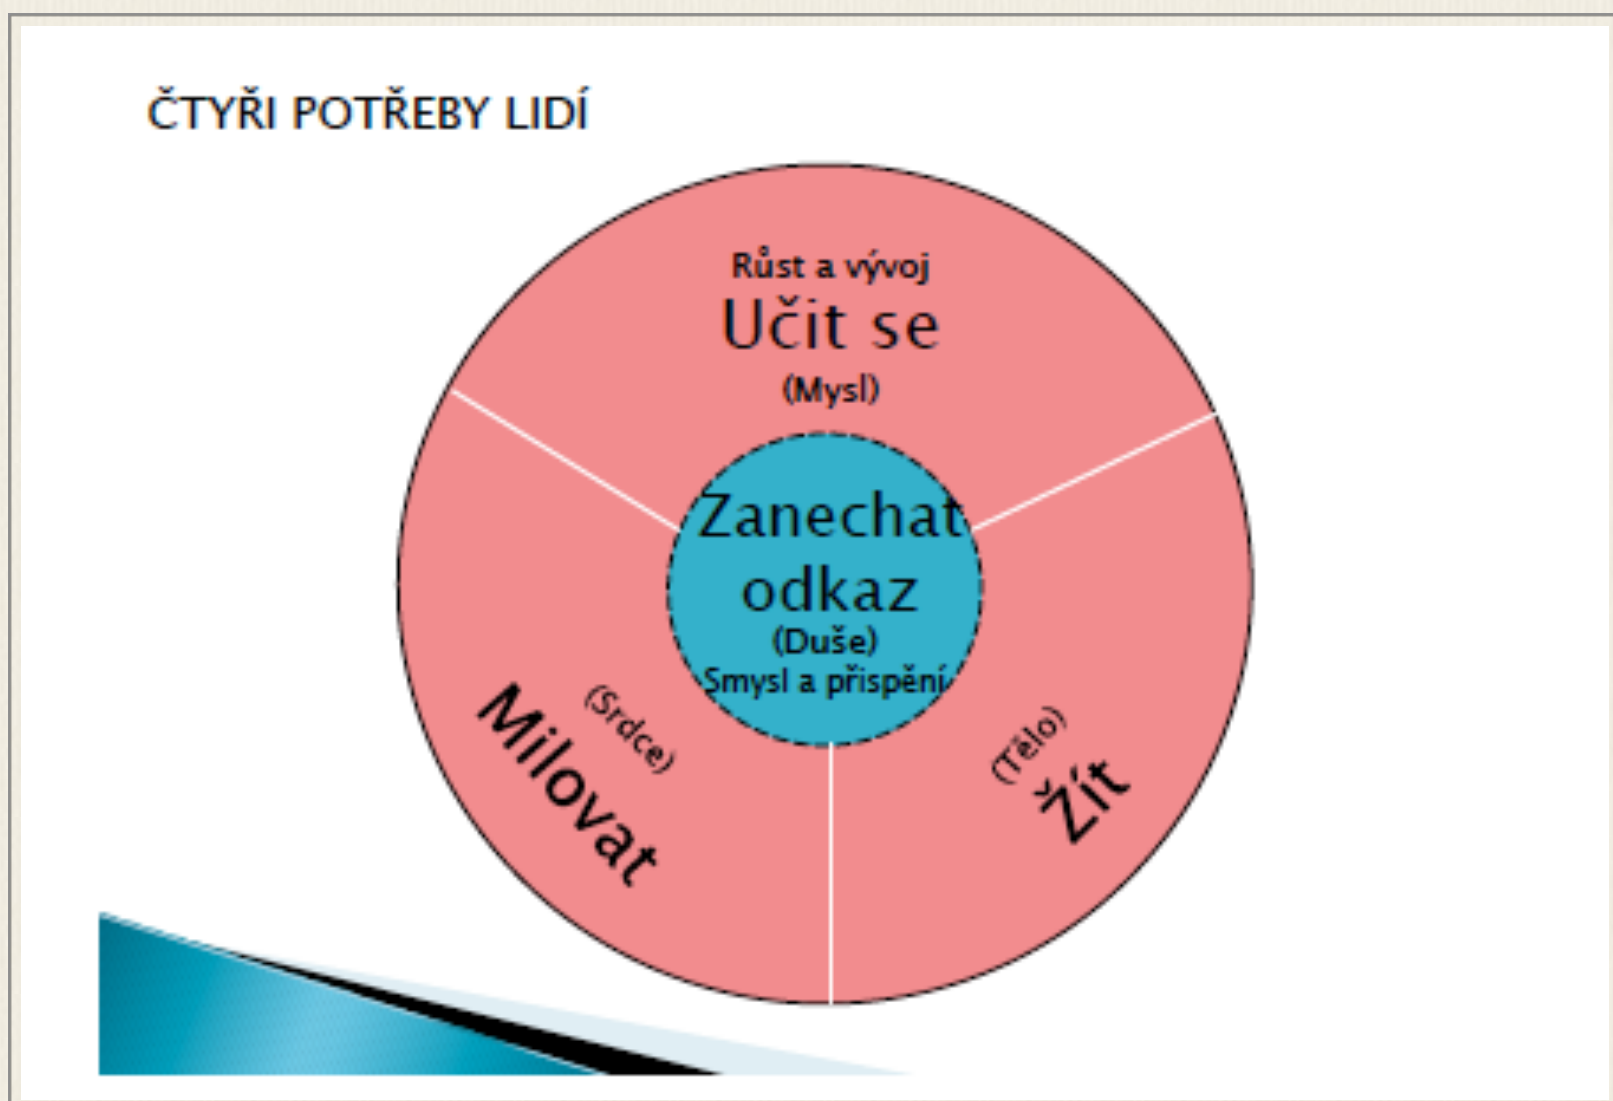 ČTYŘI POTŘEBY LIDÍ
Růst a vývoj
Učit se
(Mysl)
Zanechat
odkaz
(Duše)
Smysl a přispění
(Srdce)
Milovat
(Tělo)
Žít